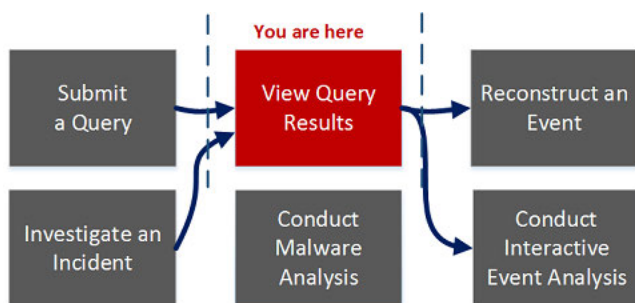 You are here
Submit
a Query
View Query
Results
Reconstruct an
Event
Investigate an
Incident
Conduct
Malware
Analysis
Conduct
Interactive
Event Analysis